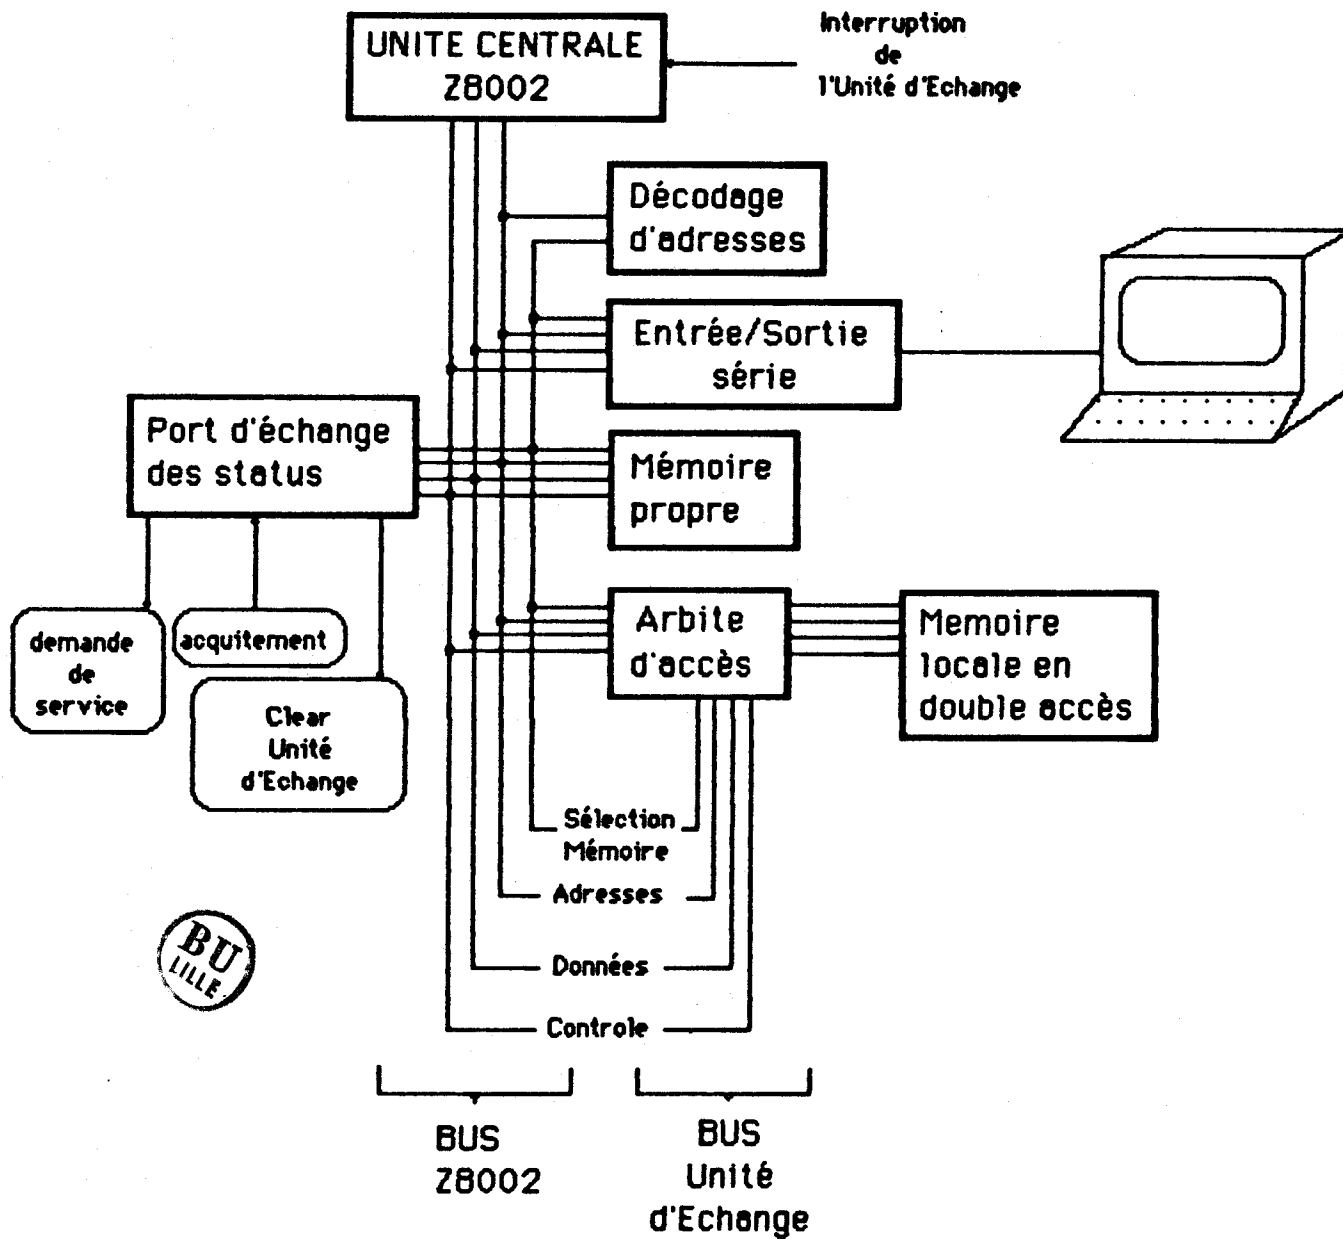 UNITE CENTRALE
Z8002
Interruption
de
l'Unité d'Echange
Décodage
d'adresses
Entrée/Sortie
série
Port d'échange
des status
Mémoire
propre
demande
de
service
acquitement
Clear
Unité
d'Echange
Arbite
d'accès
Memoire
locale en
double accès
Sélection
Mémoire
Adresses
Données
Controle
BU
LILLE
BUS
Z8002
BUS
Unité
d'Echange